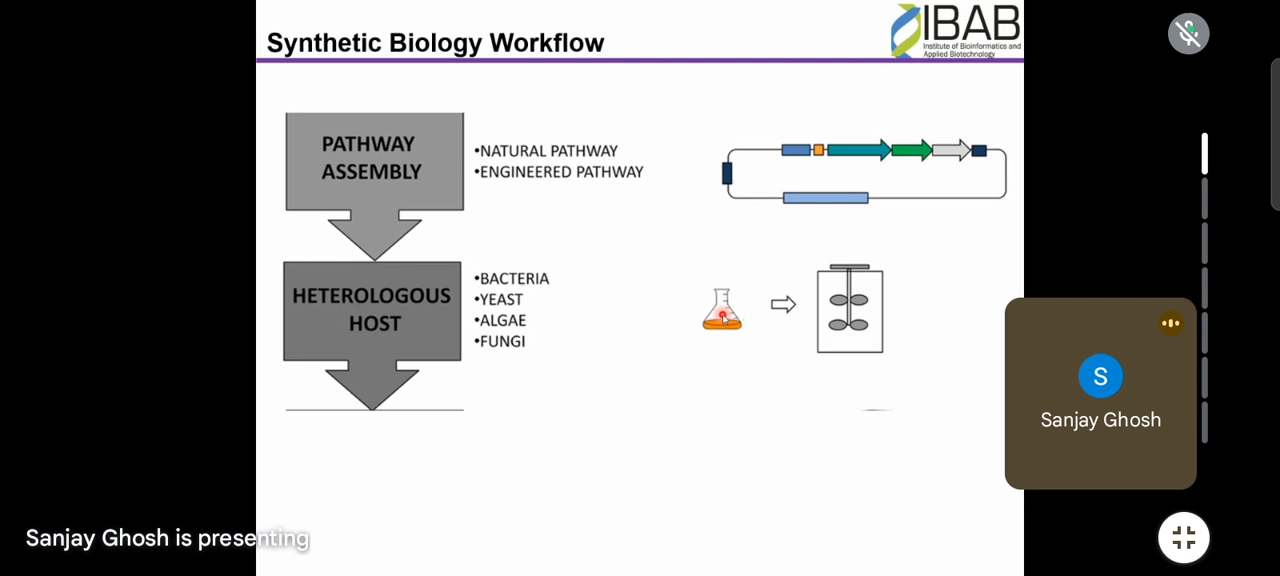 Synthetic Biology Workflow
IBAB
Institute of Bioinformatics and
Applied Biotechnology
PATHWAY
ASSEMBLY
•NATURAL PATHWAY
•ENGINEERED PATHWAY
HETEROLOGOUS
HOST
•BACTERIA
•YEAST
•ALGAE
•FUNGI
S
Sanjay Ghosh
Sanjay Ghosh is presenting